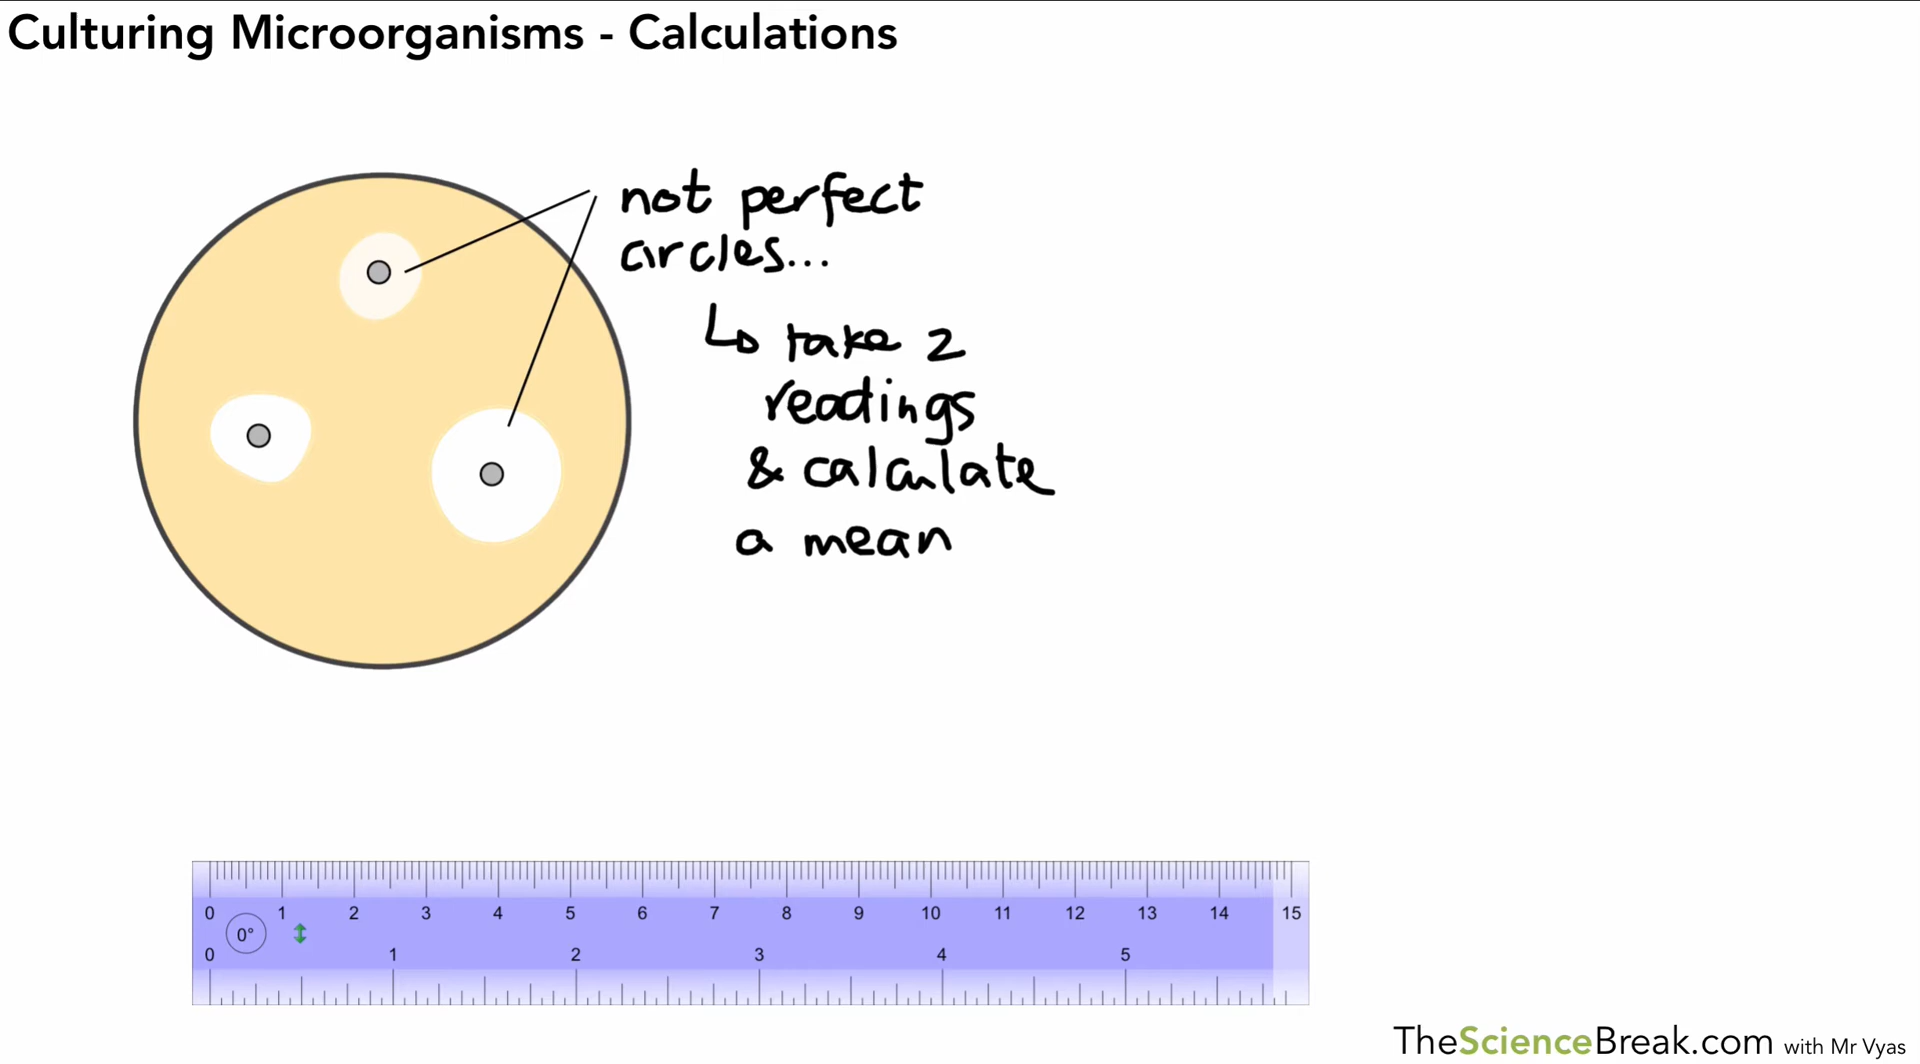 Culturing Microorganisms - Calculations
not perfect
circles...
↳ take 2
readings
& calculate
a mean
0 1 2 3 4 5 6 7 8 9 10 11 12 13 14 15
0°
0 1 2 3 4 5
TheScienceBreak.com with Mr Vyas